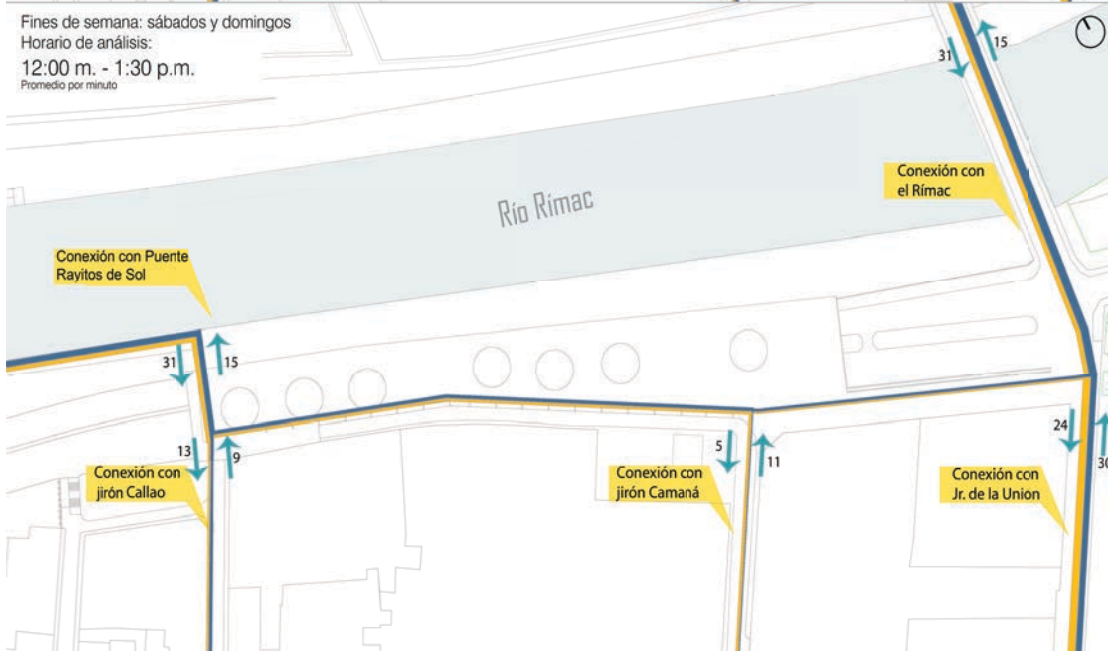 Fines de semana: sábados y domingos
Horario de análisis:
12:00 m. - 1:30 p.m.
Promedio por minuto
31
15
Conexión con
el Rímac
Río Rímac
Conexión con Puente
Rayitos de Sol
31
15
13
9
Conexión con
jirón Callao
5
11
Conexión con
jirón Camaná
24
30
Conexión con
Jr. de la Union